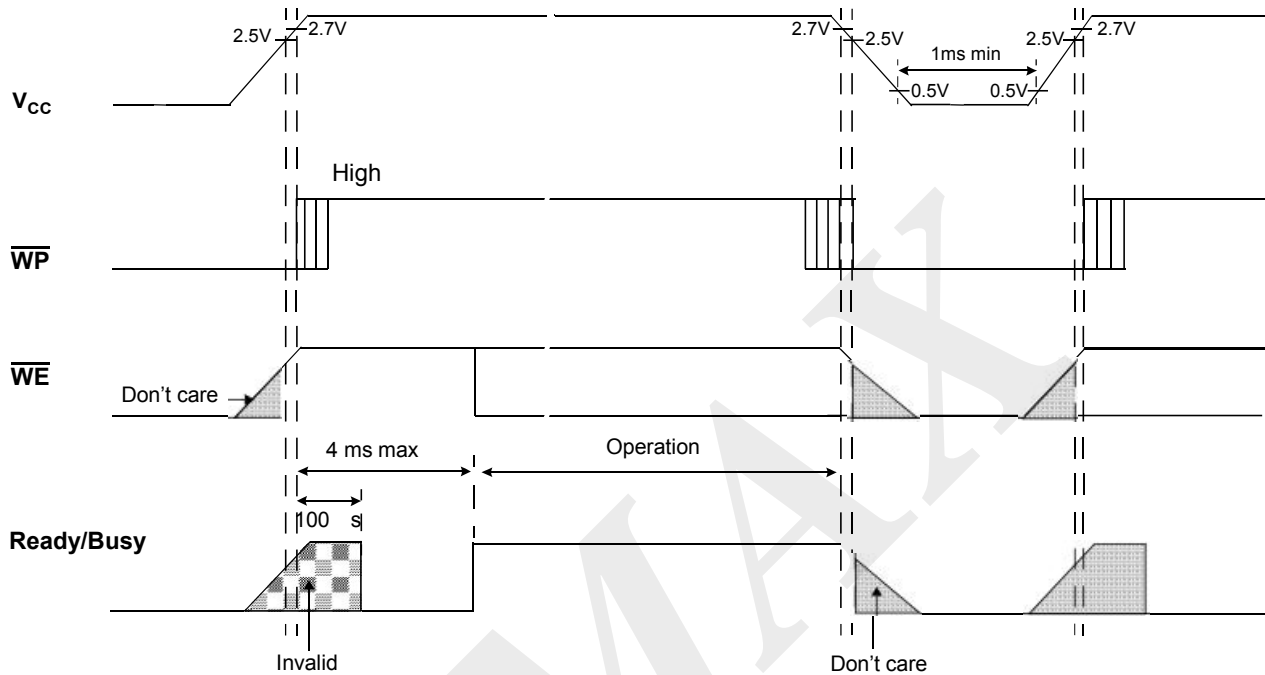 2.5V
2.7V
2.7V
2.5V
1ms min
2.5V
2.7V
0.5V
0.5V
VCC
High
WP
WE
Don't care
4 ms max
Operation
100 s
Ready/Busy
Invalid
Don't care
MAX